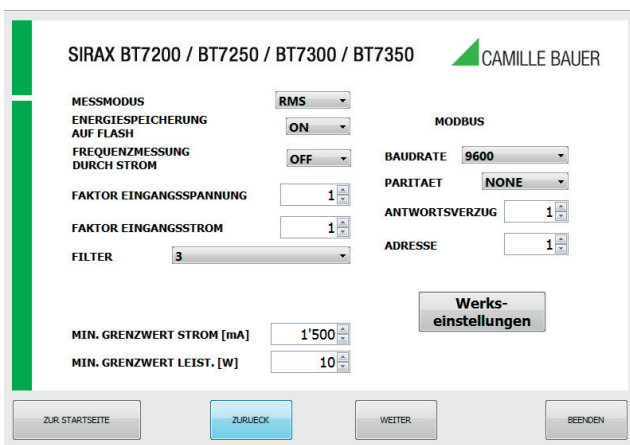 SIRAX BT7200 / BT7250 / BT7300 / BT7350
CAMILLE BAUER
MESSMODUS
RMS
ENERGIESPEICHERUNG
AUF FLASH
ON
FREQUENZMESSUNG
DURCH STROM
OFF
FAKTOR EINGANGSSPANNUNG
1
FAKTOR EINGANGSSTROM
1
FILTER
3
MIN. GRENZWERT STROM [mA]
1'500
MIN. GRENZWERT LEIST. [W]
10
MODBUS
BAUDRATE
9600
PARITAET
NONE
ANTWORTSVERZUG
1
ADRESSE
1
Werks-
einstellungen
ZUR STARTSEITE
ZURUECK
WEITER
BEENDEN